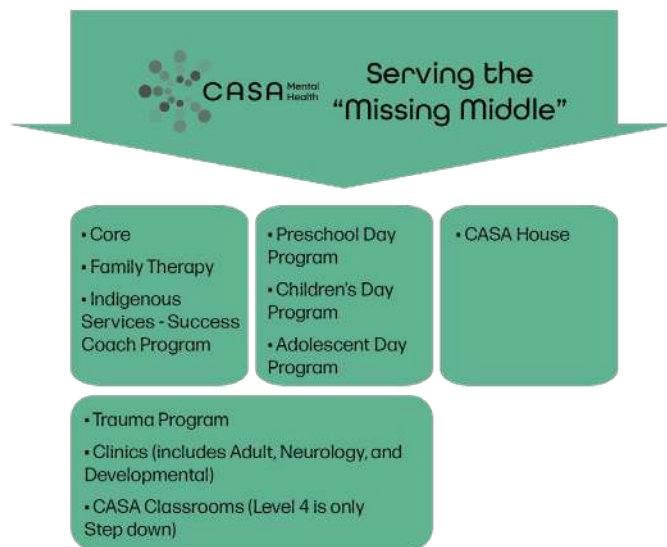 CASA Mental
Health
Serving the
“Missing Middle”
• Core
• Family Therapy
• Indigenous
Services - Success
Coach Program
• Preschool Day
Program
• Children's Day
Program
• Adolescent Day
Program
• CASA House
• Trauma Program
• Clinics (includes Adult, Neurology, and
Developmental)
• CASA Classrooms (Level 4 is only
Step down)